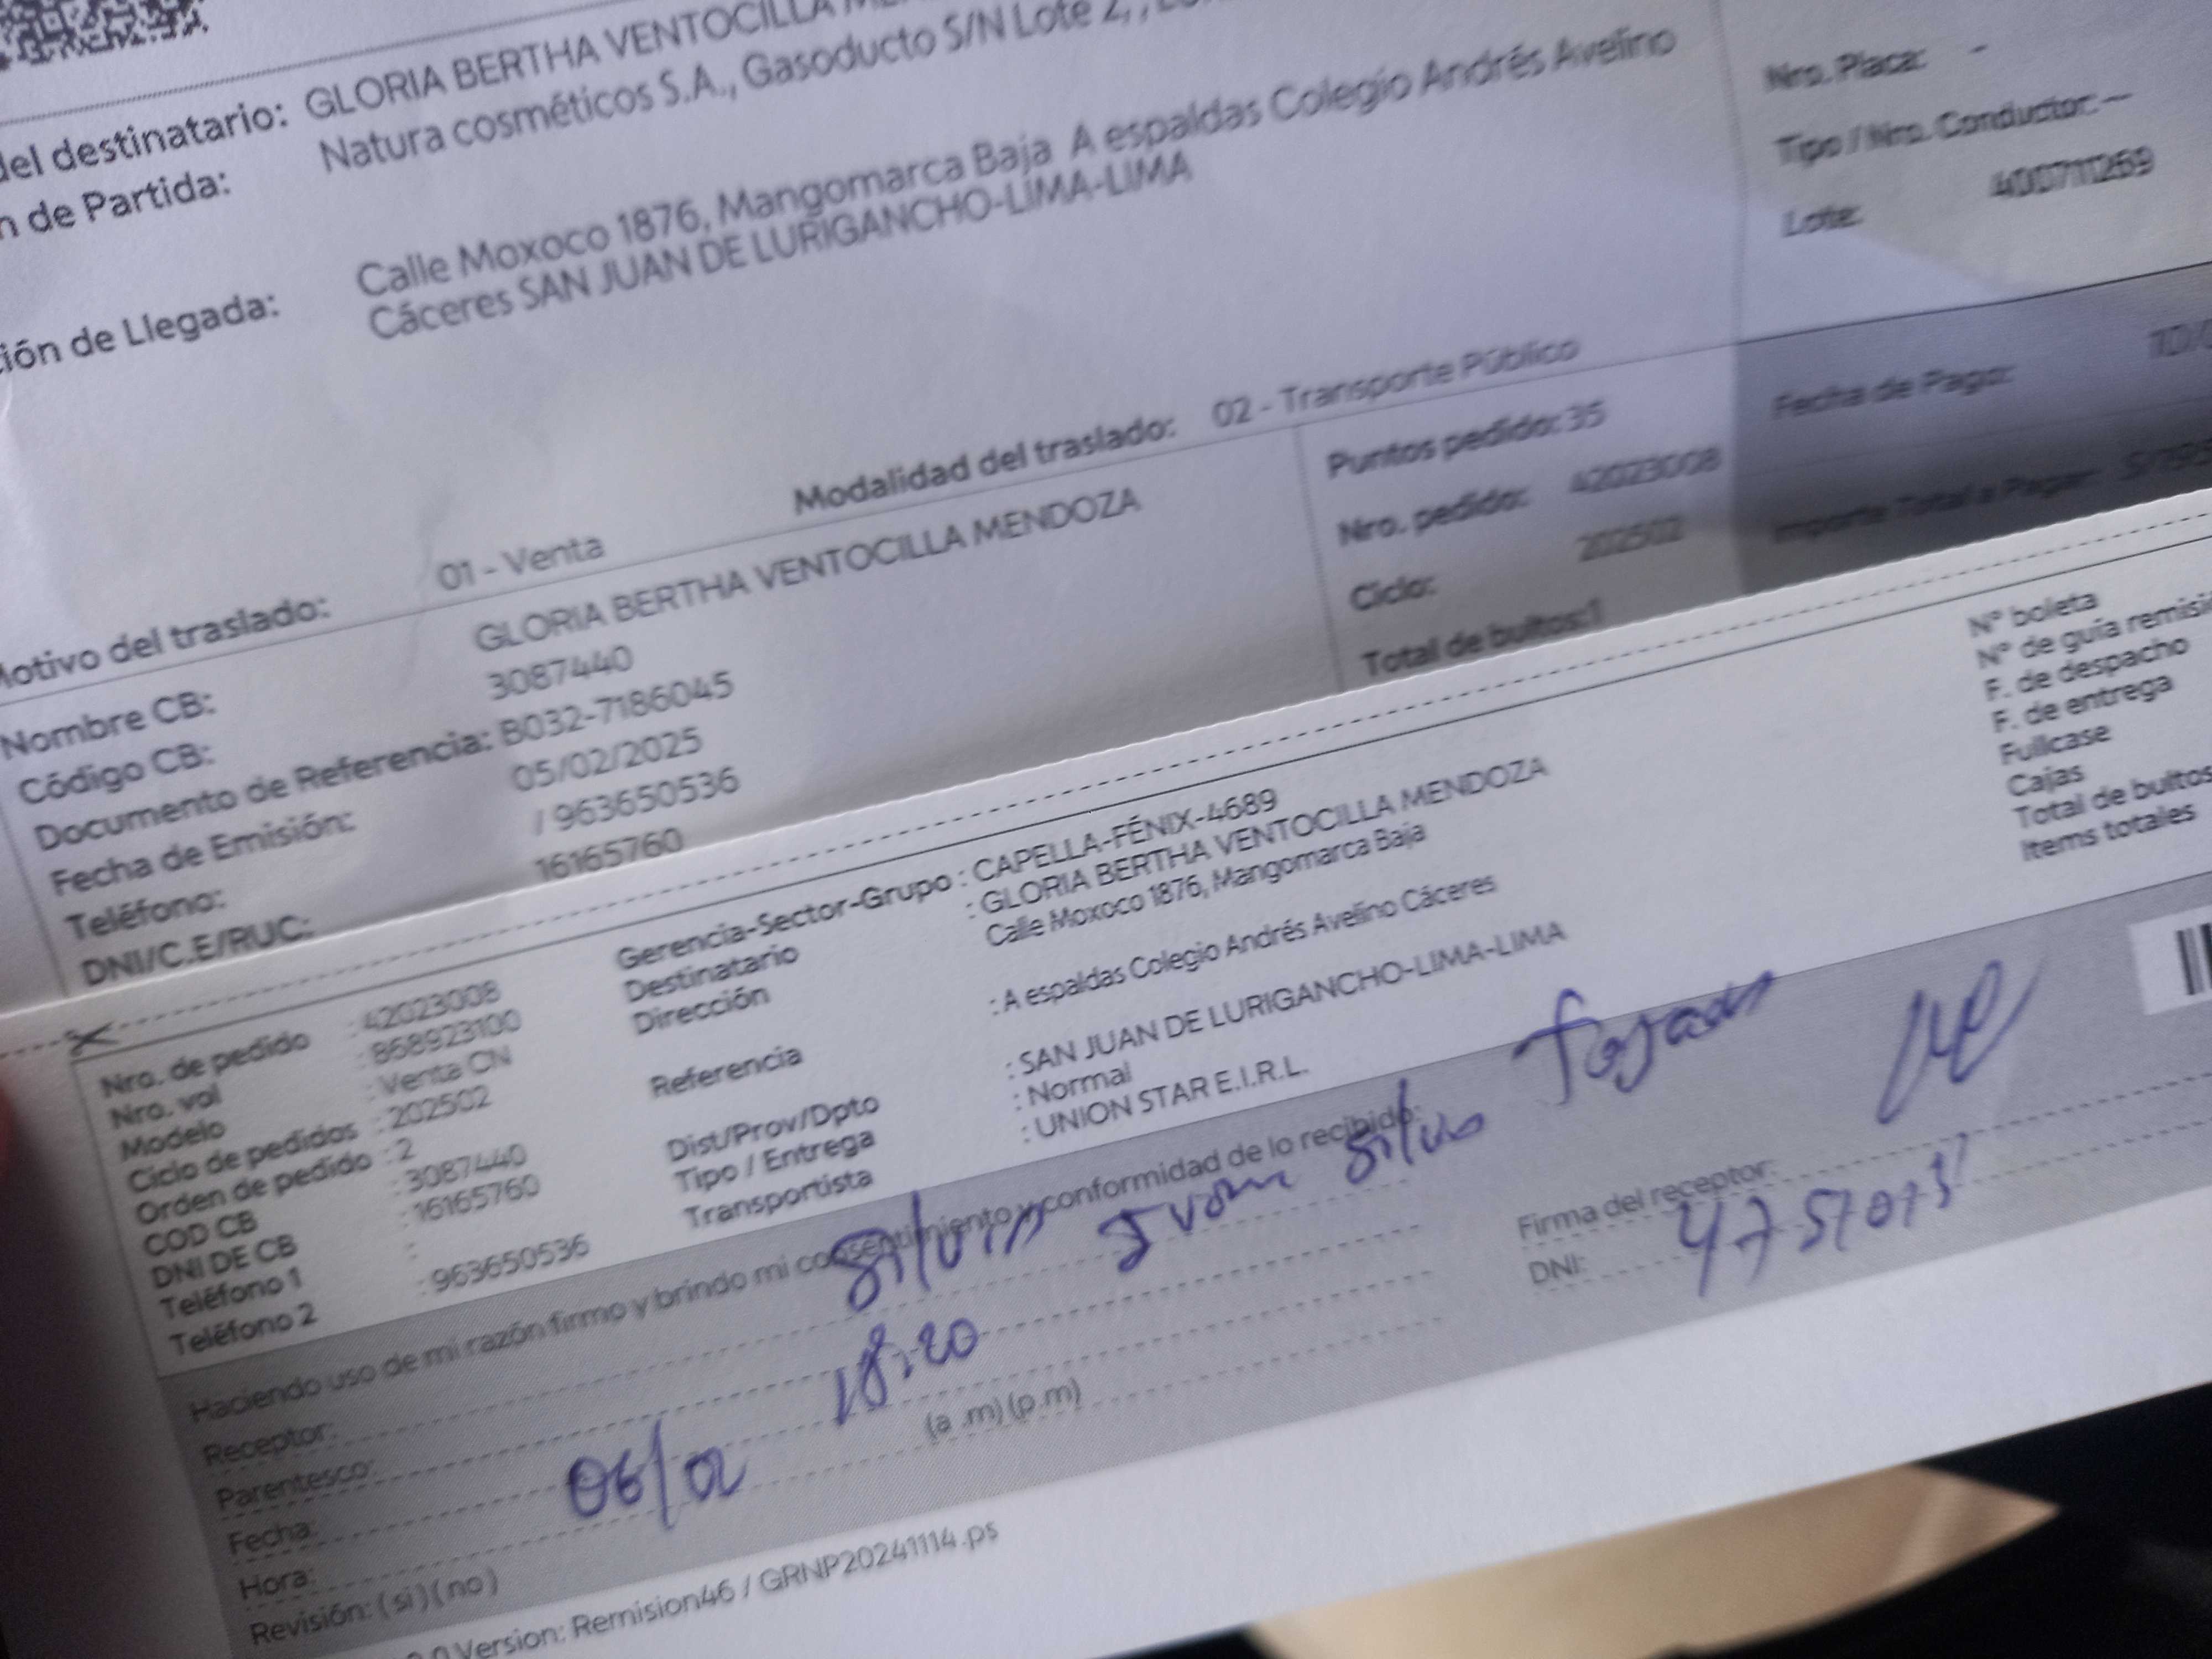 del destinatario: GLORIA BERTHA VENTOCILLA
n de Partida: Natura cosméticos S.A., Gasoducto S/N Lote 2,
ión de Llegada: Calle Moxoco 1876, Mangomarca Baja A espaldas Colegio Andrés Avelino
Cáceres SAN JUAN DE LURIGANCHO-LIMA-LIMA
Nro. Placa: -
Tipo / Nro. Conductor: --
Lote: 400711269
Motivo del traslado: 01 - Venta
Modalidad del traslado: 02 - Transporte Público
Nombre CB: GLORIA BERTHA VENTOCILLA MENDOZA
Código CB: 3087440
Documento de Referencia: B032-7186045
Fecha de Emisión: 05/02/2025
Teléfono: / 963650536
DNI/C.E/RUC: 16165760
Puntos pedido: 35
Nro. pedido: 42023008
Ciclo: 202502
Total de bultos: 1
Fecha de Pago:
Importe Total a Pagar:
Nro. de pedido : 42023008
Nro. vol : 868923100
Modelo : Venta CN
Ciclo de pedidos : 202502
Orden de pedido : 2
COD CB : 3087440
DNI DE CB : 16165760
Teléfono 1 :
Teléfono 2 : 963650536
Gerencia-Sector-Grupo : CAPELLA-FÉNIX-4689
Destinatario : GLORIA BERTHA VENTOCILLA MENDOZA
Dirección Calle Moxoco 1876, Mangomarca Baja
Referencia : A espaldas Colegio Andrés Avelino Cáceres
Dist/Prov/Dpto : SAN JUAN DE LURIGANCHO-LIMA-LIMA
Tipo / Entrega : Normal
Transportista : UNION STAR E.I.R.L.
N° boleta
N° de guía remisi
F. de despacho
F. de entrega
Fullcase
Cajas
Total de bultos
Items totales
Haciendo uso de mi razón firmo y brindo mi consentimiento y conformidad de lo recibido:
Receptor:
Parentesco: 18:20
Fecha: 06/02
Hora: (a .m) (p.m)
Revisión: ( si ) ( no )
Firma del receptor:
DNI:
0 Version: Remision46 / GRNP20241114.ps